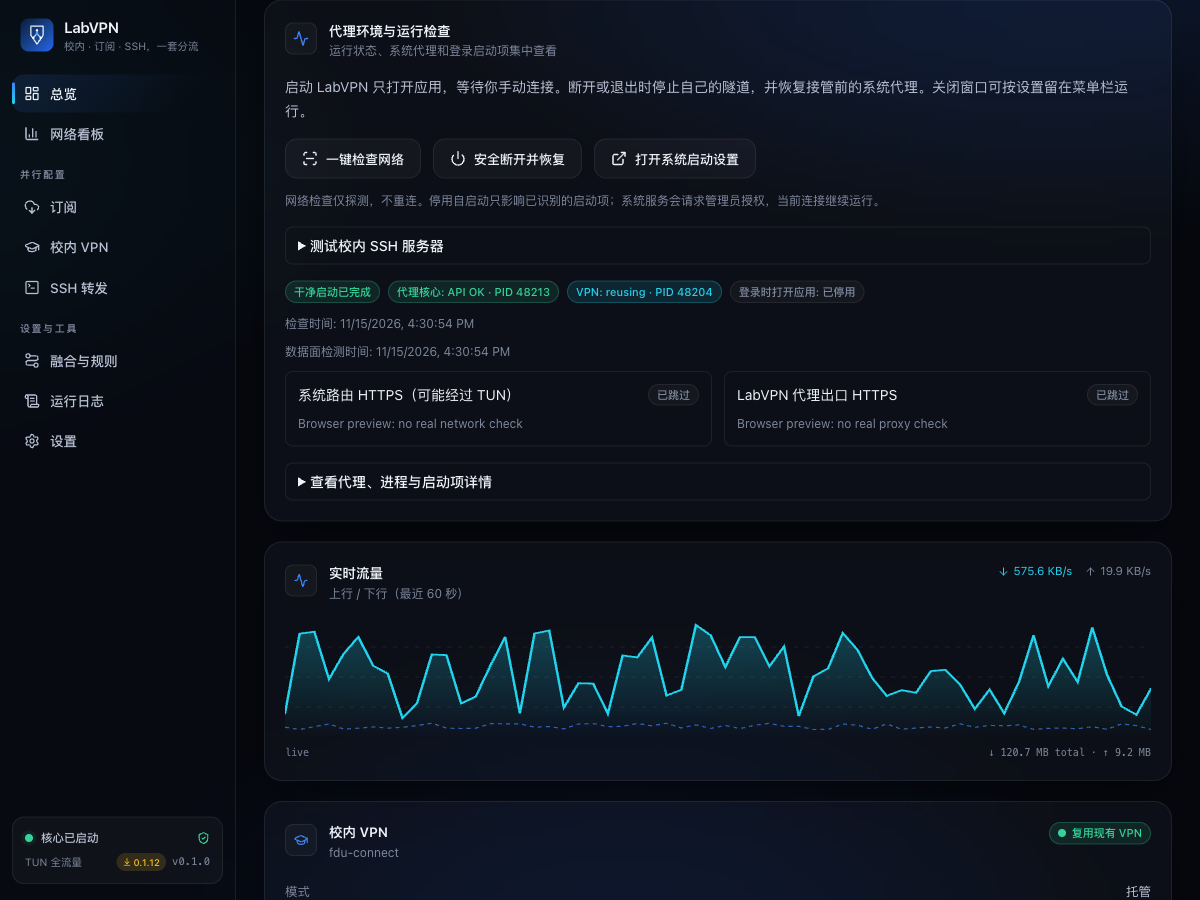 LabVPN
校内 · 订阅 · SSH，一套分流
总览
网络看板
并行配置
订阅
校内 VPN
SSH 转发
设置与工具
融合与规则
运行日志
设置
核心已启动
TUN 全流量
0.1.12
v0.1.0
代理环境与运行检查
运行状态、系统代理和登录启动项集中查看
启动 LabVPN 只打开应用，等待你手动连接。断开或退出时停止自己的隧道，并恢复接管前的系统代理。关闭窗口可按设置留在菜单栏运
行。
一键检查网络
安全断开并恢复
打开系统启动设置
网络检查仅探测，不重连。停用自启动只影响已识别的启动项；系统服务会请求管理员授权，当前连接继续运行。
测试校内 SSH 服务器
干净启动已完成
代理核心: API OK · PID 48213
VPN: reusing · PID 48204
登录时打开应用: 已停用
检查时间: 11/15/2026, 4:30:54 PM
数据面检测时间: 11/15/2026, 4:30:54 PM
系统路由 HTTPS（可能经过 TUN）
已跳过
Browser preview: no real network check
LabVPN 代理出口 HTTPS
已跳过
Browser preview: no real proxy check
查看代理、进程与启动项详情
实时流量
上行 / 下行（最近 60 秒）
↓ 575.6 KB/s
↑ 19.9 KB/s
live
↓ 120.7 MB total · ↑ 9.2 MB
校内 VPN
fdu-connect
复用现有 VPN
模式
托管